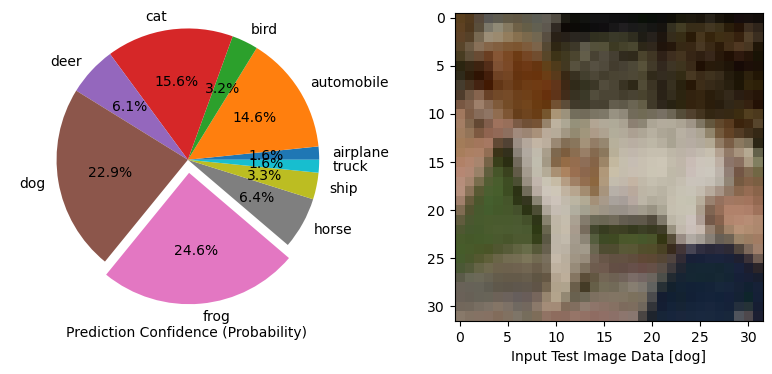 cat
bird
deer
automobile
15.6%
3.2%
6.1%
14.6%
1.6%
airplane
1.6%
truck
22.9%
3.3%
dog
ship
6.4%
horse
24.6%
frog
Prediction Confidence (Probability)
0
5
10
15
20
25
30
0 5 10 15 20 25 30
Input Test Image Data [dog]